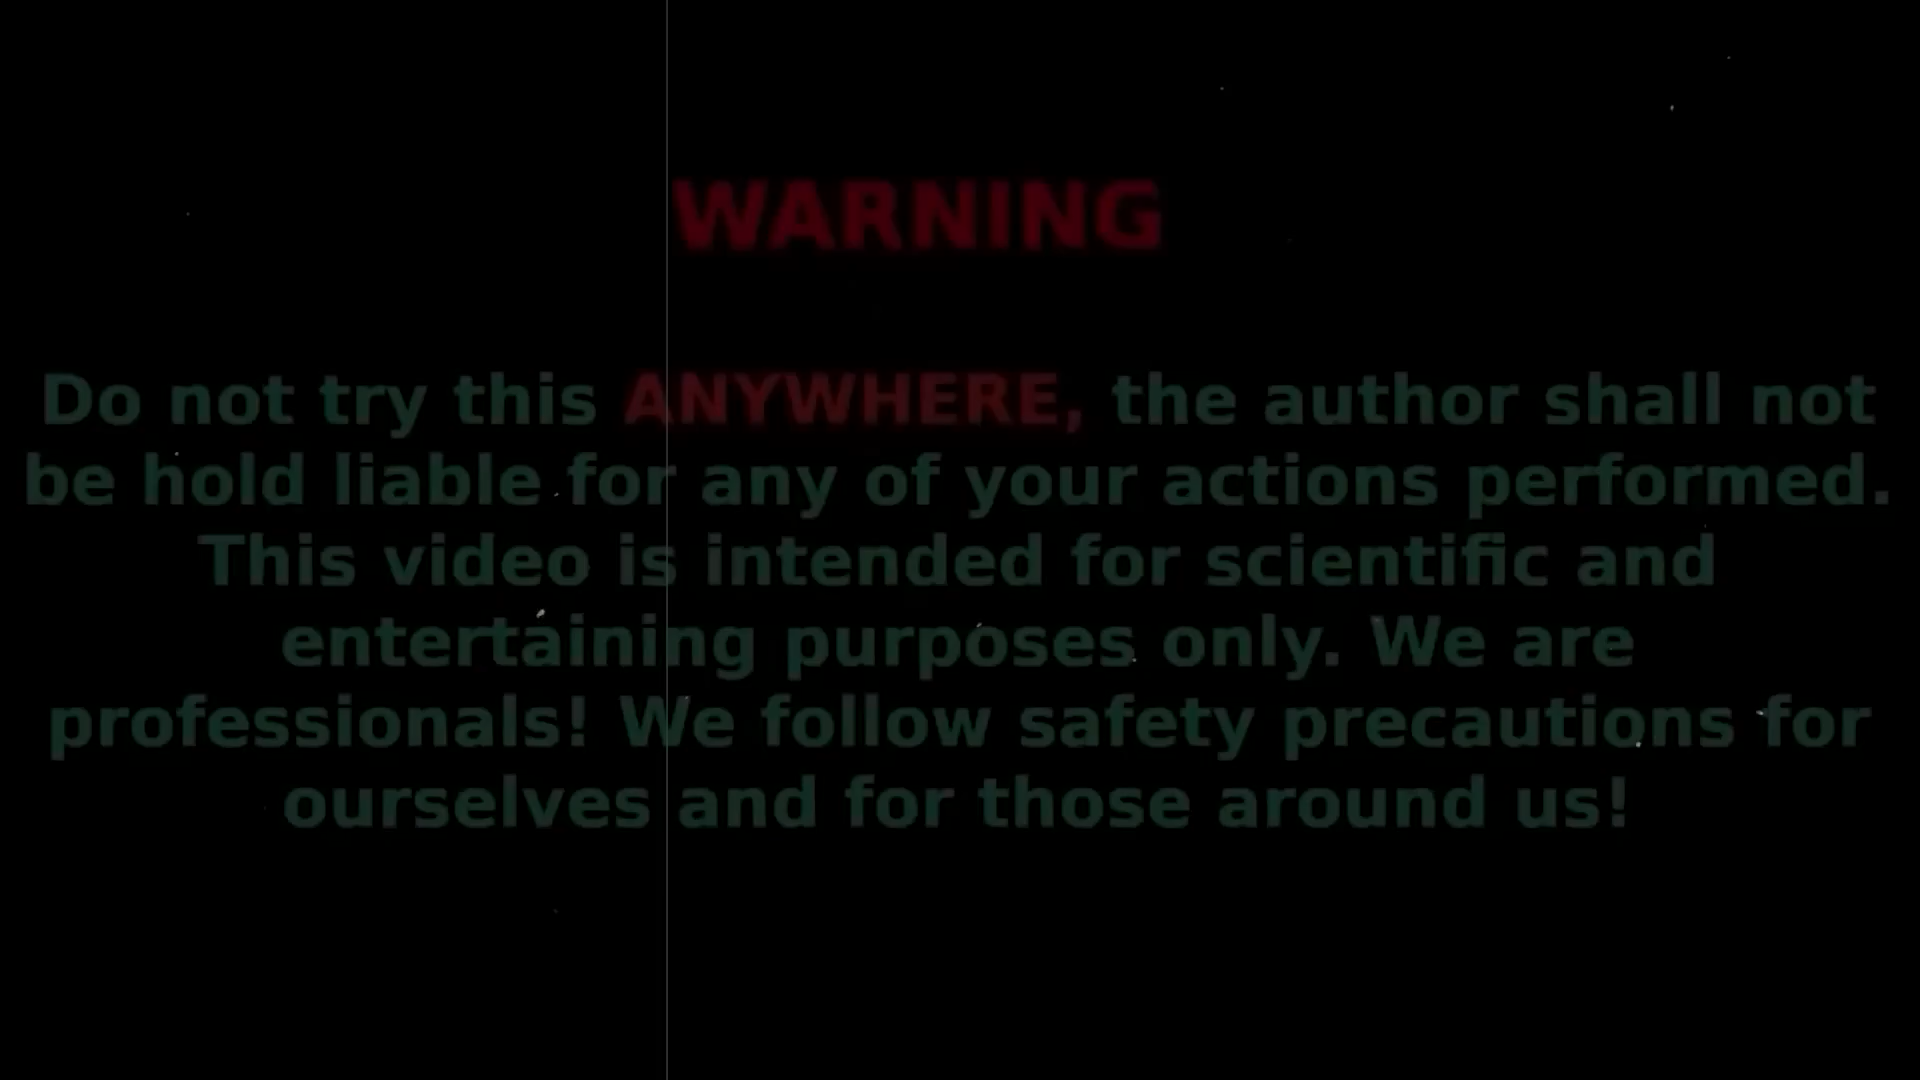 WARNING
Do not try this ANYWHERE, the author shall not
be hold liable for any of your actions performed.
This video is intended for scientific and
entertaining purposes only. We are
professionals! We follow safety precautions for
ourselves and for those around us!